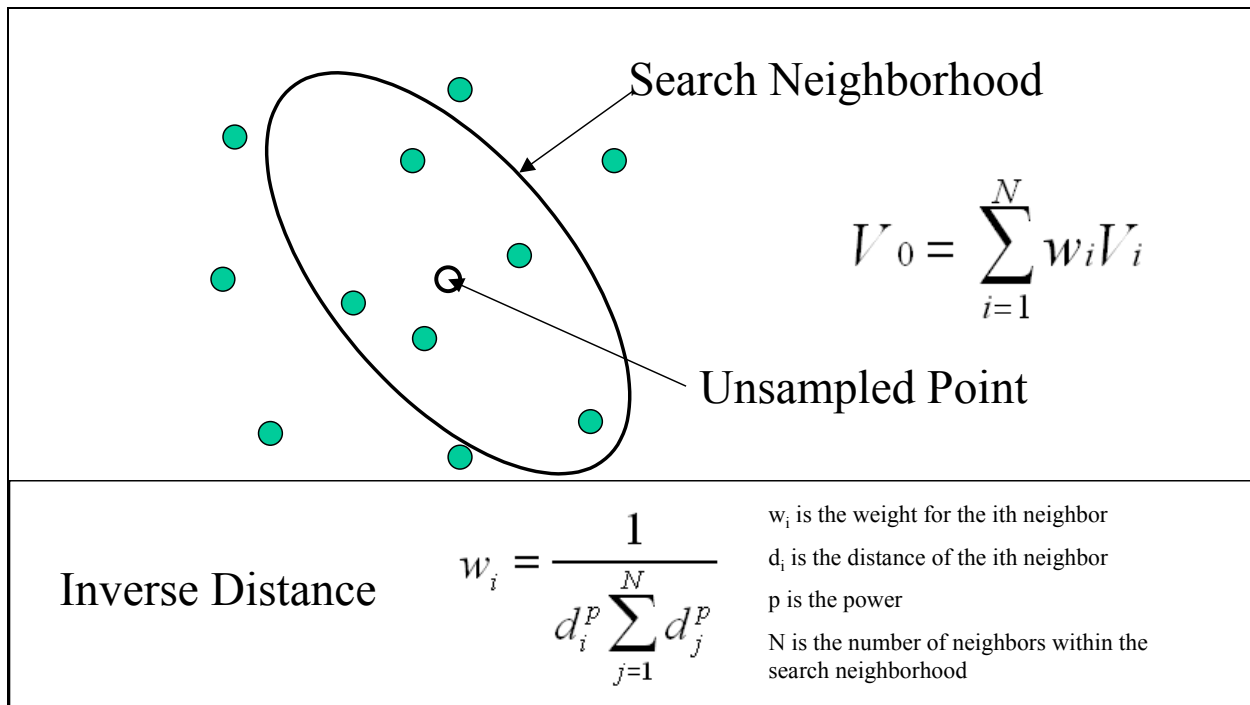 Search Neighborhood
V₀ = ∑_{i=1}^{N} wᵢVᵢ
Unsampled Point
Inverse Distance
wᵢ = 1 / (dᵢᵖ ∑_{j=1}^{N} dⱼᵖ)
wᵢ is the weight for the ith neighbor
dᵢ is the distance of the ith neighbor
p is the power
N is the number of neighbors within the
search neighborhood